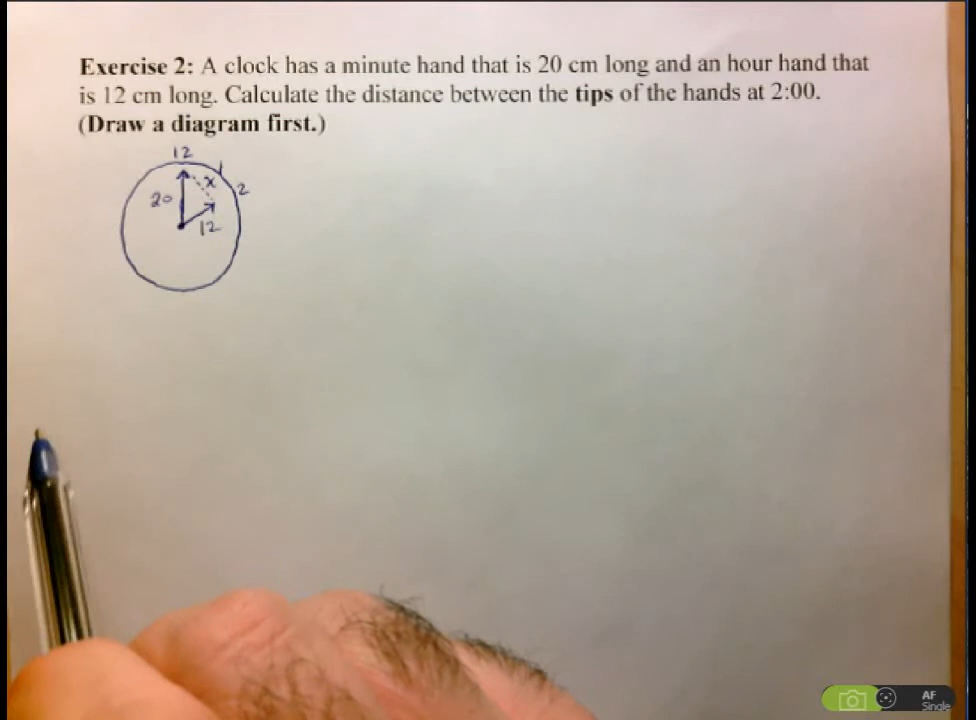 Exercise 2: A clock has a minute hand that is 20 cm long and an hour hand that
is 12 cm long. Calculate the distance between the tips of the hands at 2:00.
(Draw a diagram first.)
12
1
x
2
20
12
AF
Single